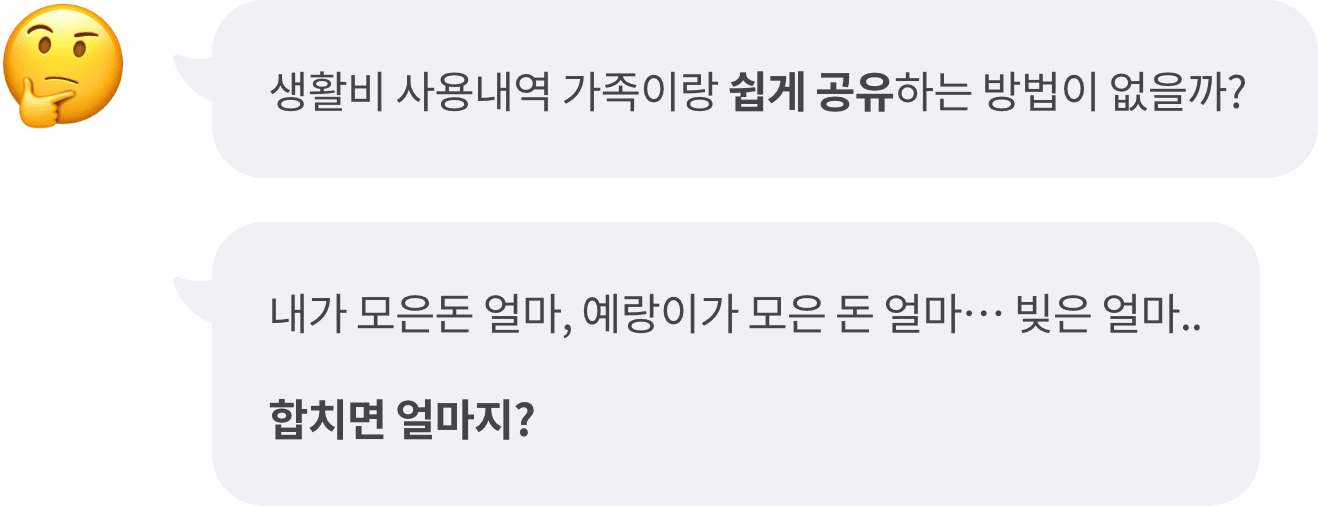 생활비 사용내역 가족이랑 쉽게 공유하는 방법이 없을까?
내가 모은돈 얼마, 예랑이가 모은 돈 얼마… 빚은 얼마..
합치면 얼마지?